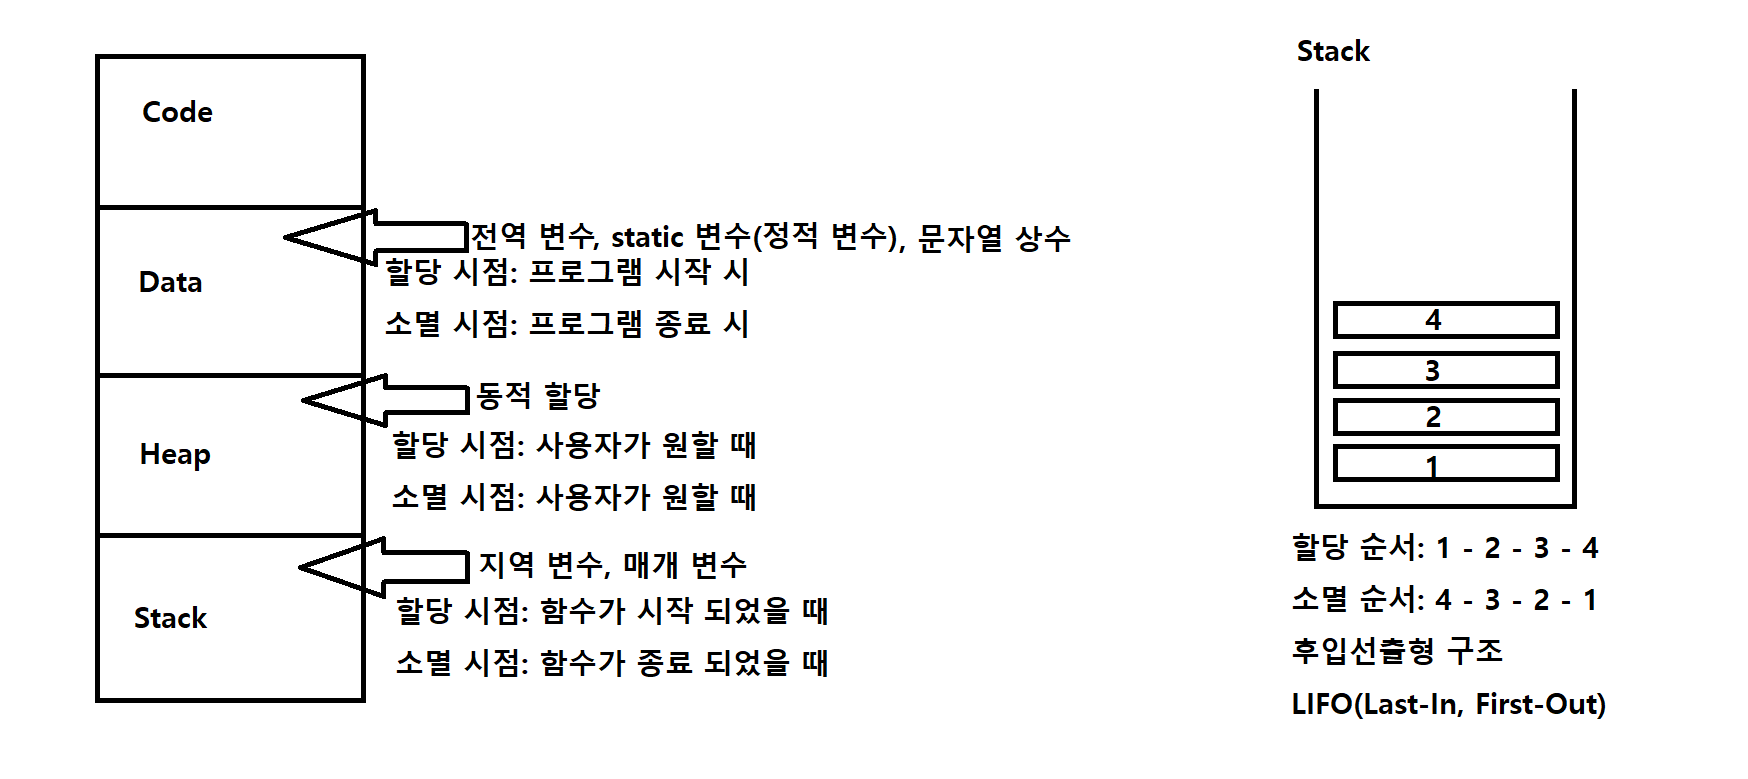 Code
전역 변수, static 변수(정적 변수), 문자열 상수
할당 시점: 프로그램 시작 시
Data
소멸 시점: 프로그램 종료 시
동적 할당
할당 시점: 사용자가 원할 때
Heap
소멸 시점: 사용자가 원할 때
지역 변수, 매개 변수
할당 시점: 함수가 시작 되었을 때
Stack
소멸 시점: 함수가 종료 되었을 때
Stack
4
3
2
1
할당 순서: 1 - 2 - 3 - 4
소멸 순서: 4 - 3 - 2 - 1
후입선출형 구조
LIFO(Last-In, First-Out)